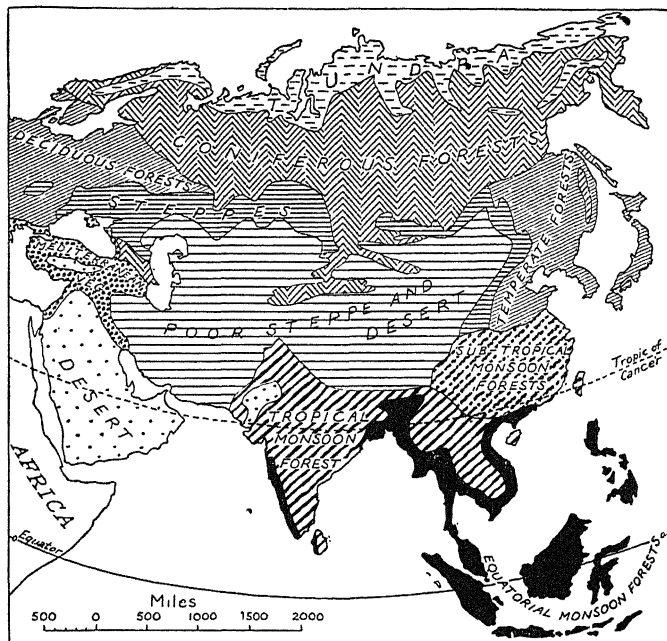 TUNDRA
CONIFEROUS FORESTS
DECIDUOUS FORESTS
STEPPES
TEMPERATE FORESTS
MEDIT.
POOR STEPPE AND
DESERT
SUB-TROPICAL
MONSOON
FORESTS
Tropic of
Cancer
DESERT
TROPICAL
MONSOON
FOREST
AFRICA
Equator
EQUATORIAL MONSOON FORESTS
Miles
500 0 500 1000 1500 2000